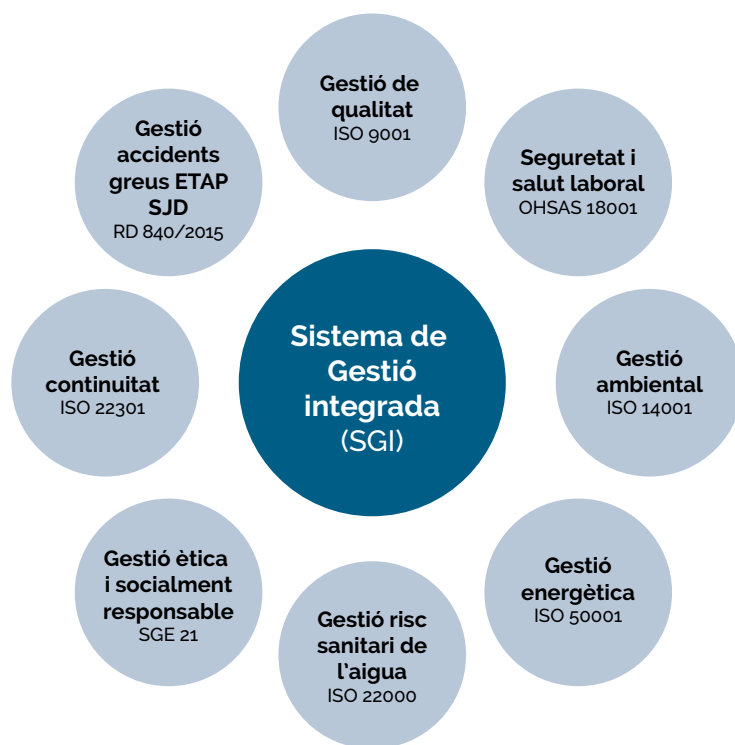 Gestió de
qualitat
ISO 9001
Seguretat i
salut laboral
OHSAS 18001
Gestió
ambiental
ISO 14001
Gestió
energètica
ISO 50001
Gestió risc
sanitari de
l'aigua
ISO 22000
Gestió ètica
i socialment
responsable
SGE 21
Gestió
continuitat
ISO 22301
Gestió
accidents
greus ETAP
SJD
RD 840/2015
Sistema de
Gestió
integrada
(SGI)